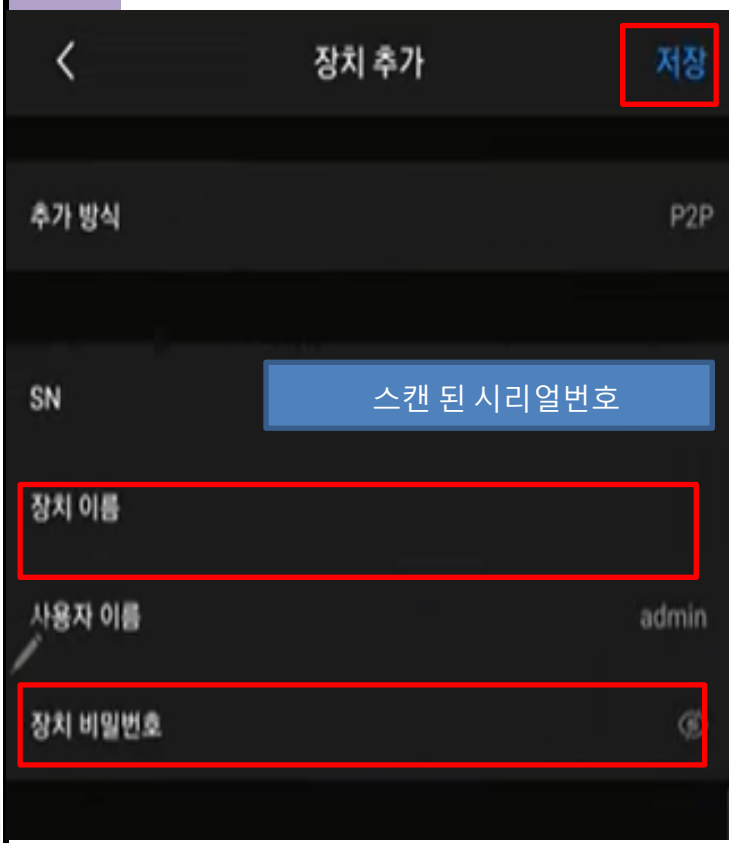 장치 추가
저장
추가 방식 P2P
SN 스캔 된 시리얼번호
장치 이름
사용자 이름 admin
장치 비밀번호